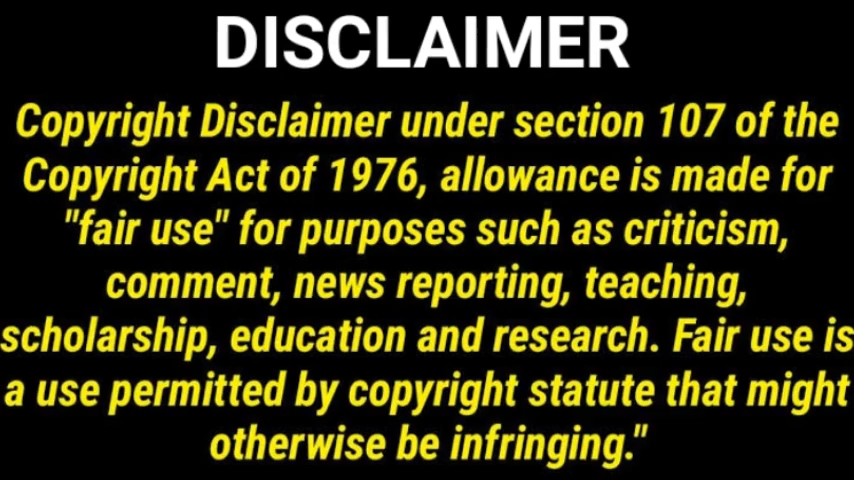 DISCLAIMER
Copyright Disclaimer under section 107 of the
Copyright Act of 1976, allowance is made for
"fair use" for purposes such as criticism,
comment, news reporting, teaching,
scholarship, education and research. Fair use is
a use permitted by copyright statute that might
otherwise be infringing."